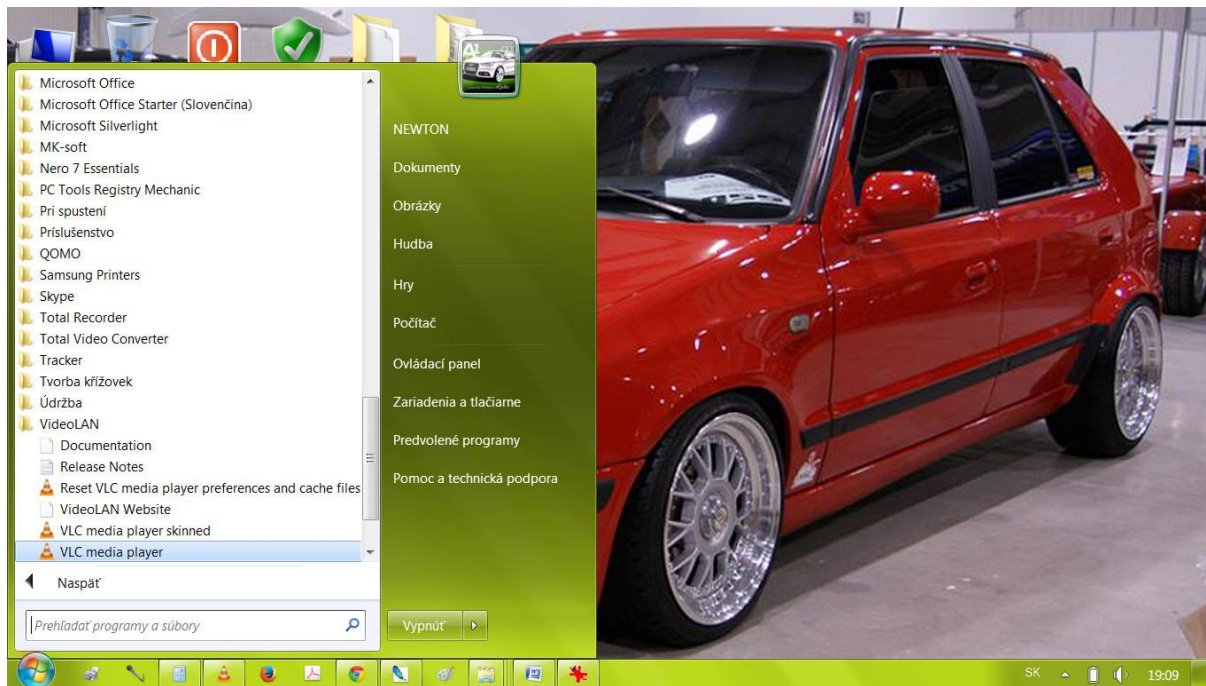 Microsoft Office
Microsoft Office Starter (Slovenčina)
Microsoft Silverlight
MK-soft
Nero 7 Essentials
PC Tools Registry Mechanic
Pri spustení
Príslušenstvo
QOMO
Samsung Printers
Skype
Total Recorder
Total Video Converter
Tracker
Tvorba křížovek
Údržba
VideoLAN
Documentation
Release Notes
Reset VLC media player preferences and cache files
VideoLAN Website
VLC media player skinned
VLC media player
Naspäť
Prehľadať programy a súbory
A1
NEWTON
Dokumenty
Obrázky
Hudba
Hry
Počítač
Ovládací panel
Zariadenia a tlačiarne
Predvolené programy
Pomoc a technická podpora
Vypnúť
SK
19:09